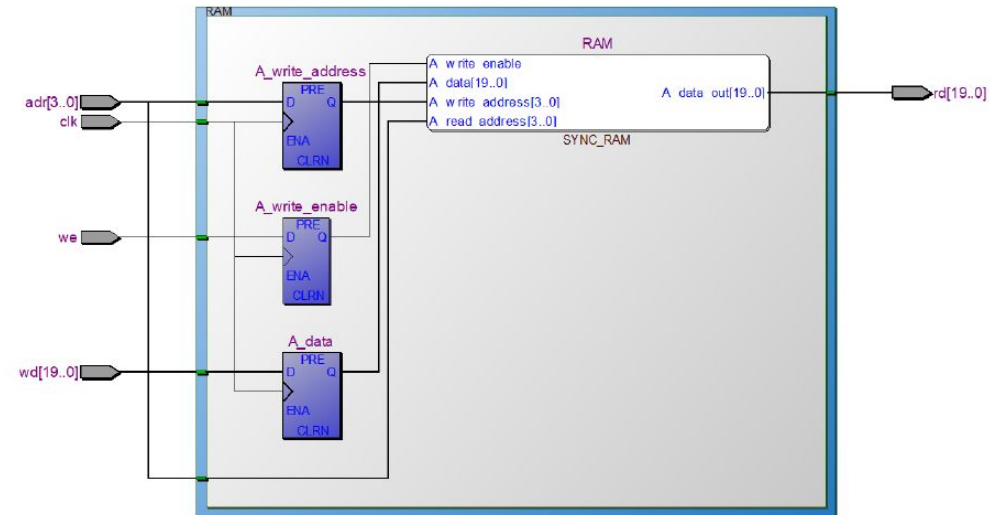 RAM
RAM
A_write_address
PRE
D Q
ENA
CLRN
A write enable
A data[19..0]
A write address[3..0]
A read address[3..0]
A data out[19..0]
SYNC_RAM
adr[3..0]
clk
rd[19..0]
A_write_enable
PRE
D Q
ENA
CLRN
we
A_data
PRE
D Q
ENA
CLRN
wd[19..0]